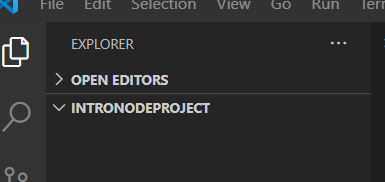 File Edit Selection View Go Run
EXPLORER ...
OPEN EDITORS
INTRONODEPROJECT